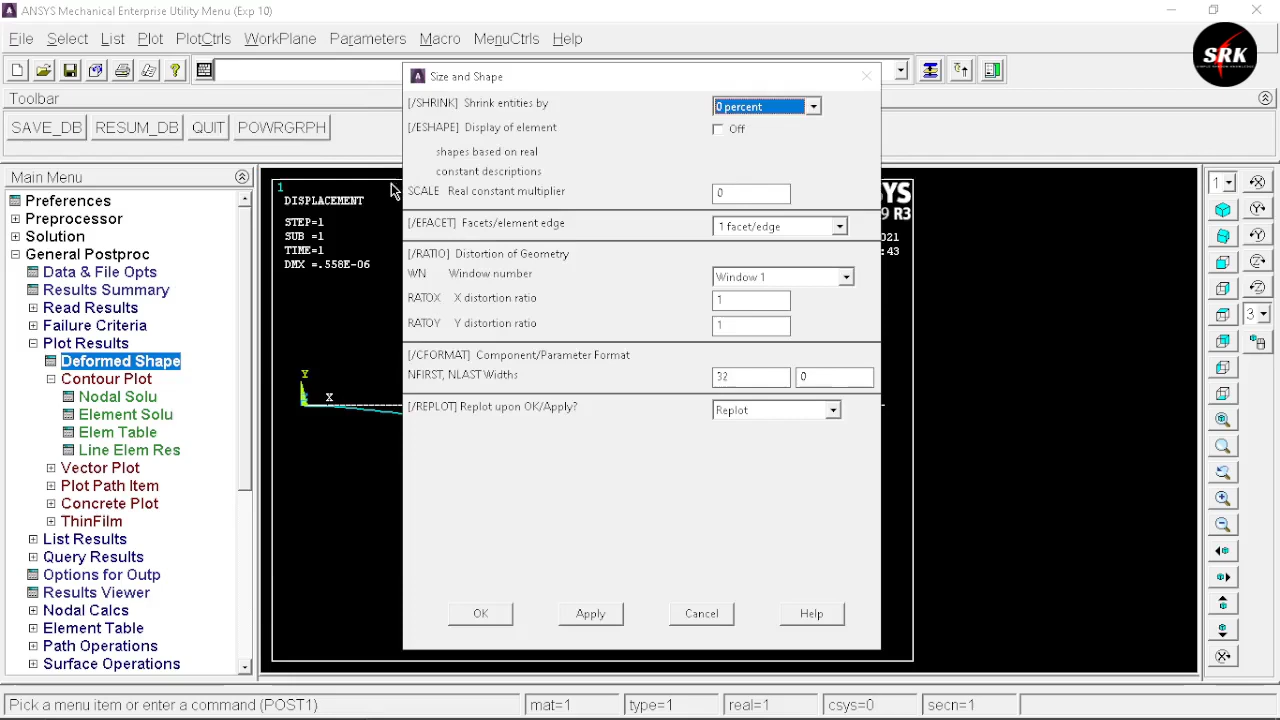 ANSYS Mechanical Enterprise Utility Menu (Exp 10)
File Select List Plot PlotCtrls WorkPlane Parameters Macro MenuCtrls Help
SRK
Toolbar
SAVE_DB RESUM_DB QUIT POWRGRPH
Main Menu
Preferences
Preprocessor
Solution
General Postproc
Data & File Opts
Results Summary
Read Results
Failure Criteria
Plot Results
Deformed Shape
Contour Plot
Nodal Solu
Element Solu
Elem Table
Line Elem Res
Vector Plot
Plot Path Item
Concrete Plot
ThinFilm
List Results
Query Results
Options for Outp
Results Viewer
Nodal Calcs
Element Table
Path Operations
Surface Operations
1
DISPLACEMENT
STEP=1
SUB =1
TIME=1
DMX =.558E-06
Y
X
YS
9 R3
021
:43
Size and Shape
[/SHRINK] Shrink entities by 0 percent
[/ESHAPE] Display of element Off
shapes based on real
constant descriptions
SCALE Real constant multiplier 0
[/EFACET] Facets/element edge 1 facet/edge
[/RATIO] Distortion of Geometry
WN Window number Window 1
RATOX X distortion ratio 1
RATOY Y distortion ratio 1
[/CFORMAT] Component/Parameter Format
NFIRST, NLAST Widths 32 0
[/REPLOT] Replot upon OK/Apply? Replot
OK Apply Cancel Help
1
3
Pick a menu item or enter a command (POST1) mat=1 type=1 real=1 csys=0 secn=1